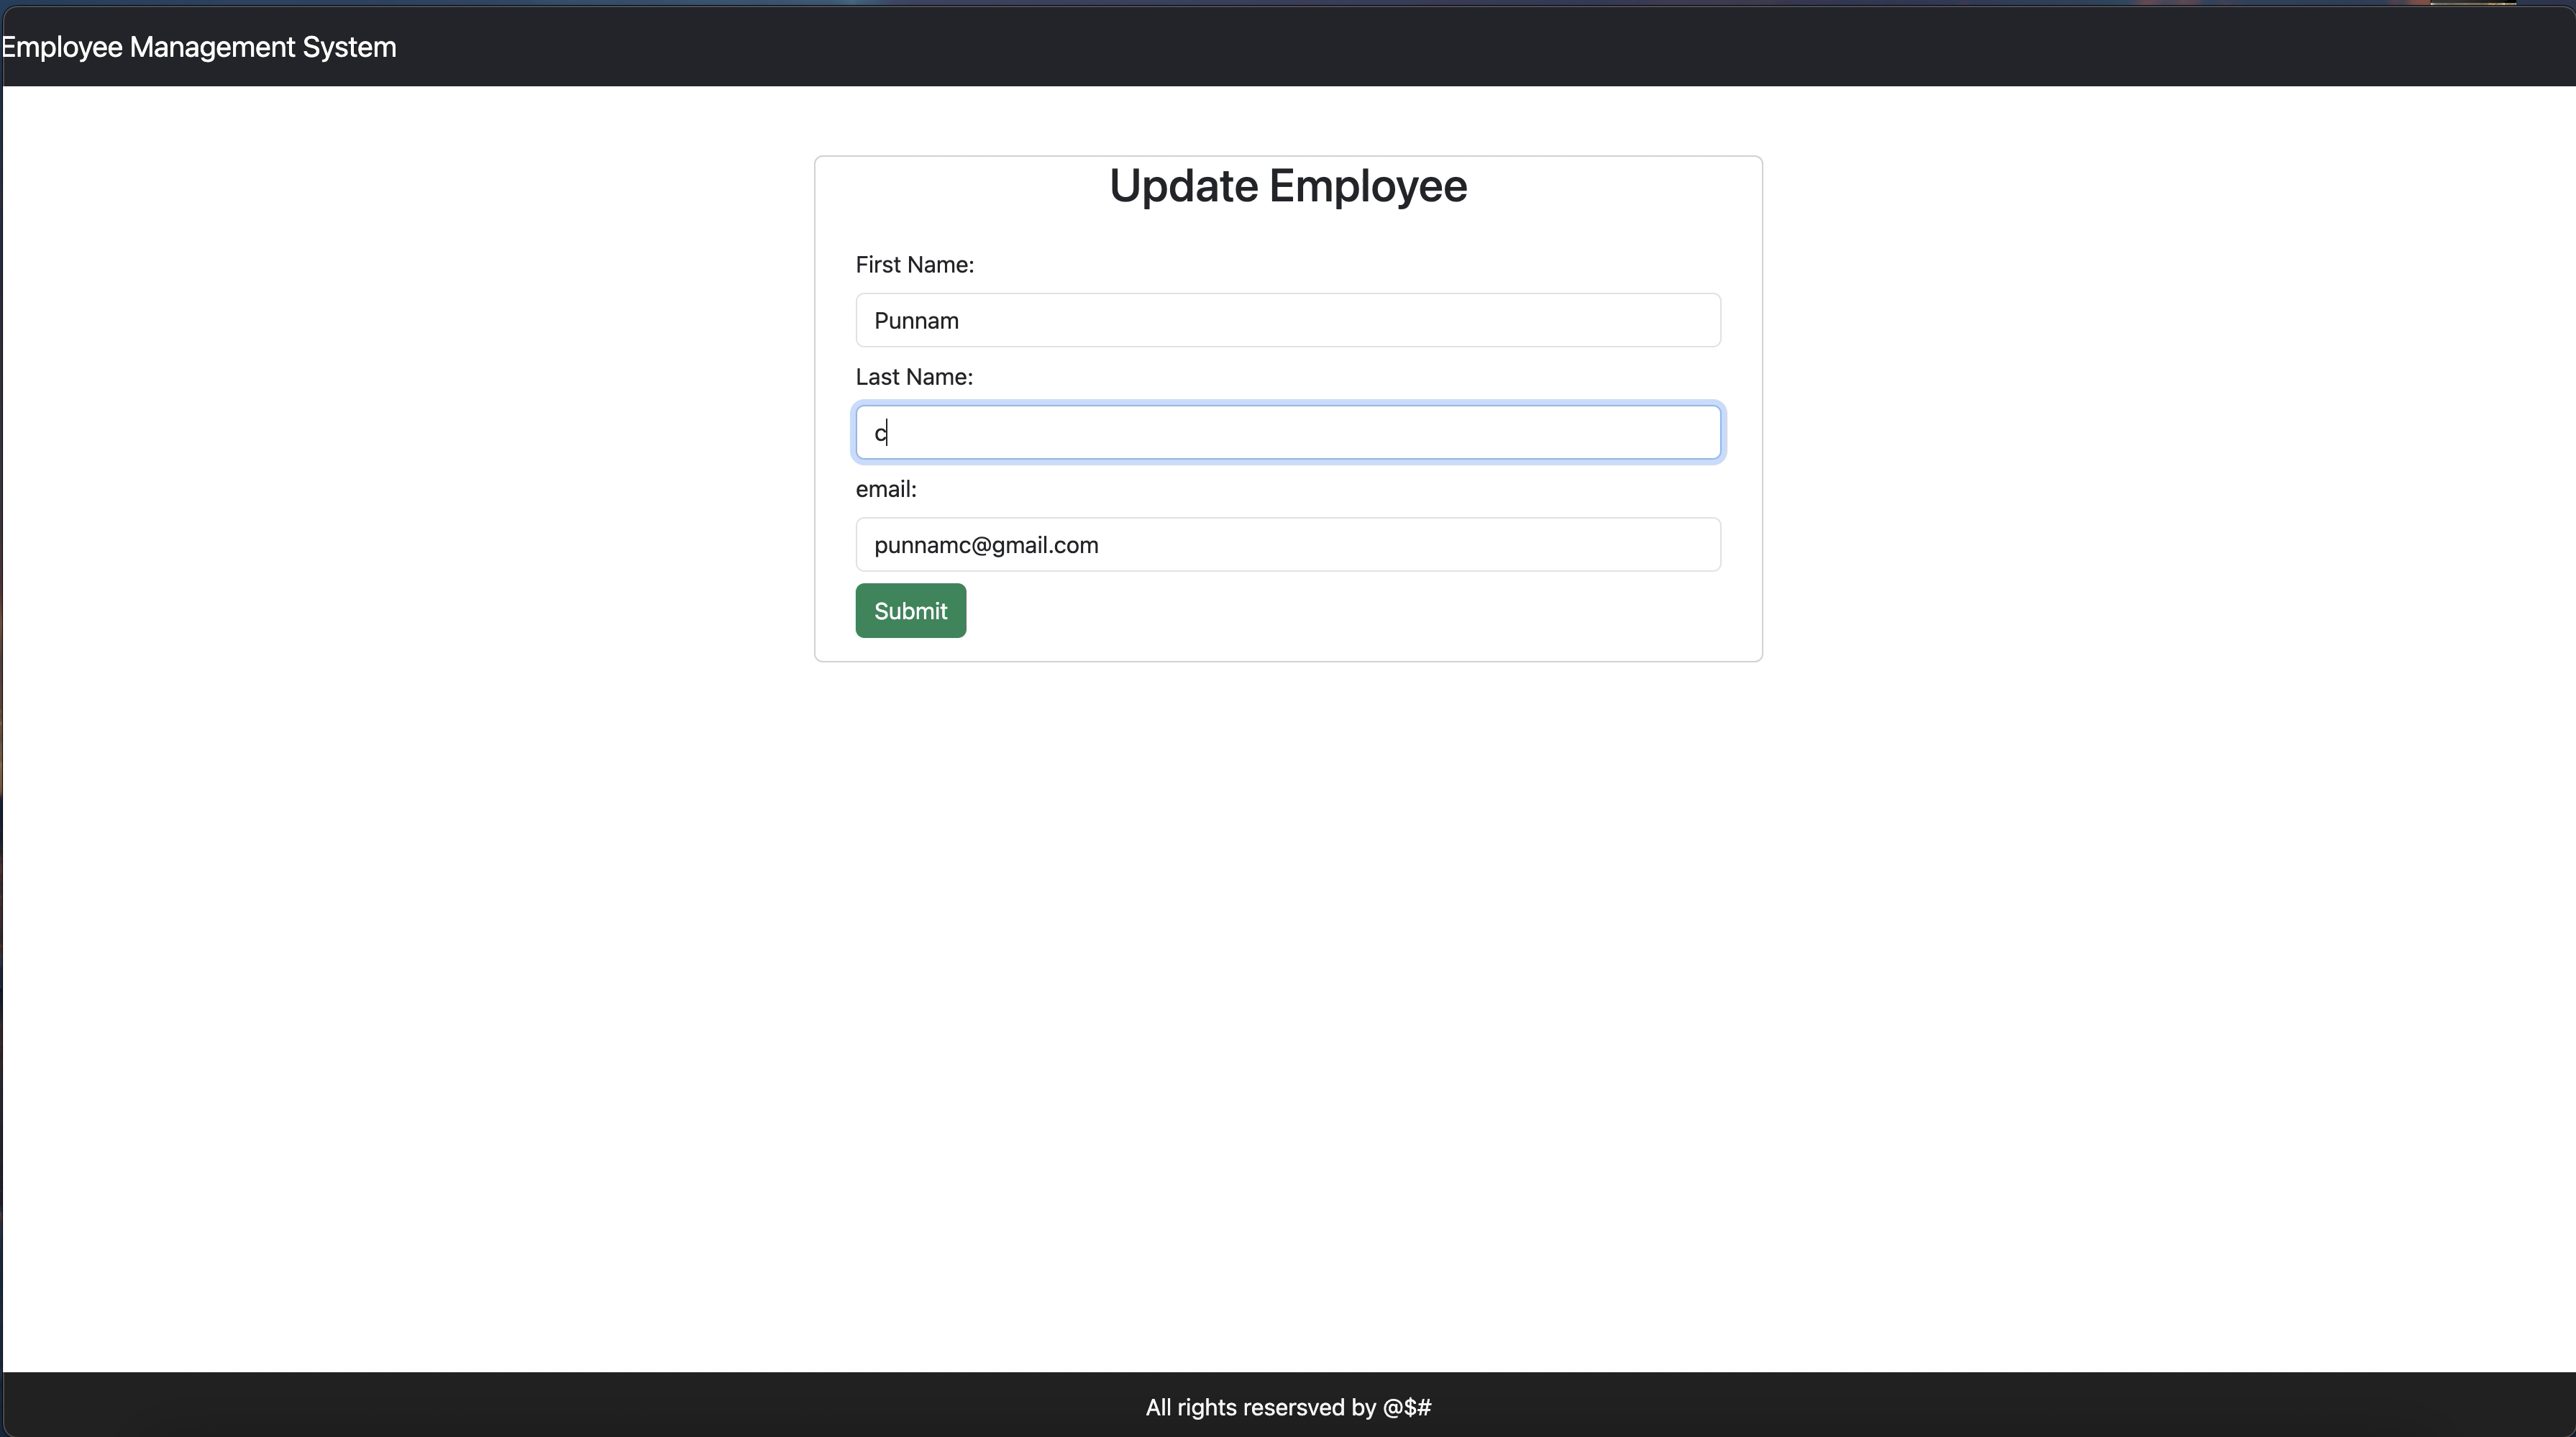 Employee Management System
Update Employee
First Name:
Punnam
Last Name:
c
email:
punnamc@gmail.com
Submit
All rights resersved by @$#